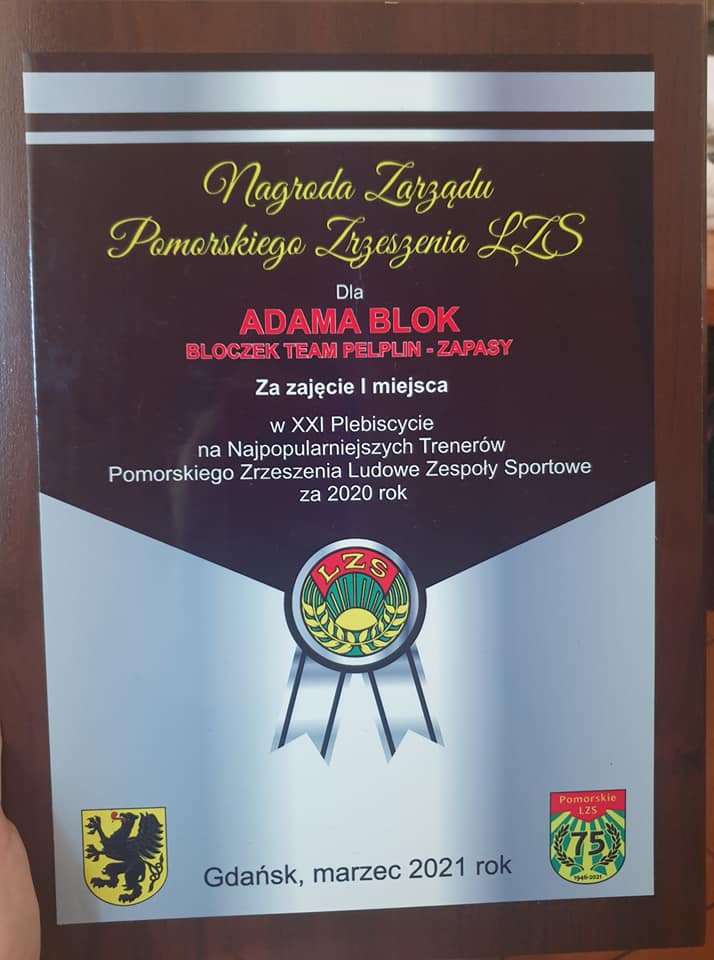 Nagroda Zarządu
Pomorskiego Zrzeszenia LZS
Dla
ADAMA BLOK
BLOCZEK TEAM PELPLIN - ZAPASY
Za zajęcie I miejsca
w XXI Plebiscycie
na Najpopularniejszych Trenerów
Pomorskiego Zrzeszenia Ludowe Zespoły Sportowe
za 2020 rok
LZS
Pomorskie
LZS
75
1946-2021
Gdańsk, marzec 2021 rok